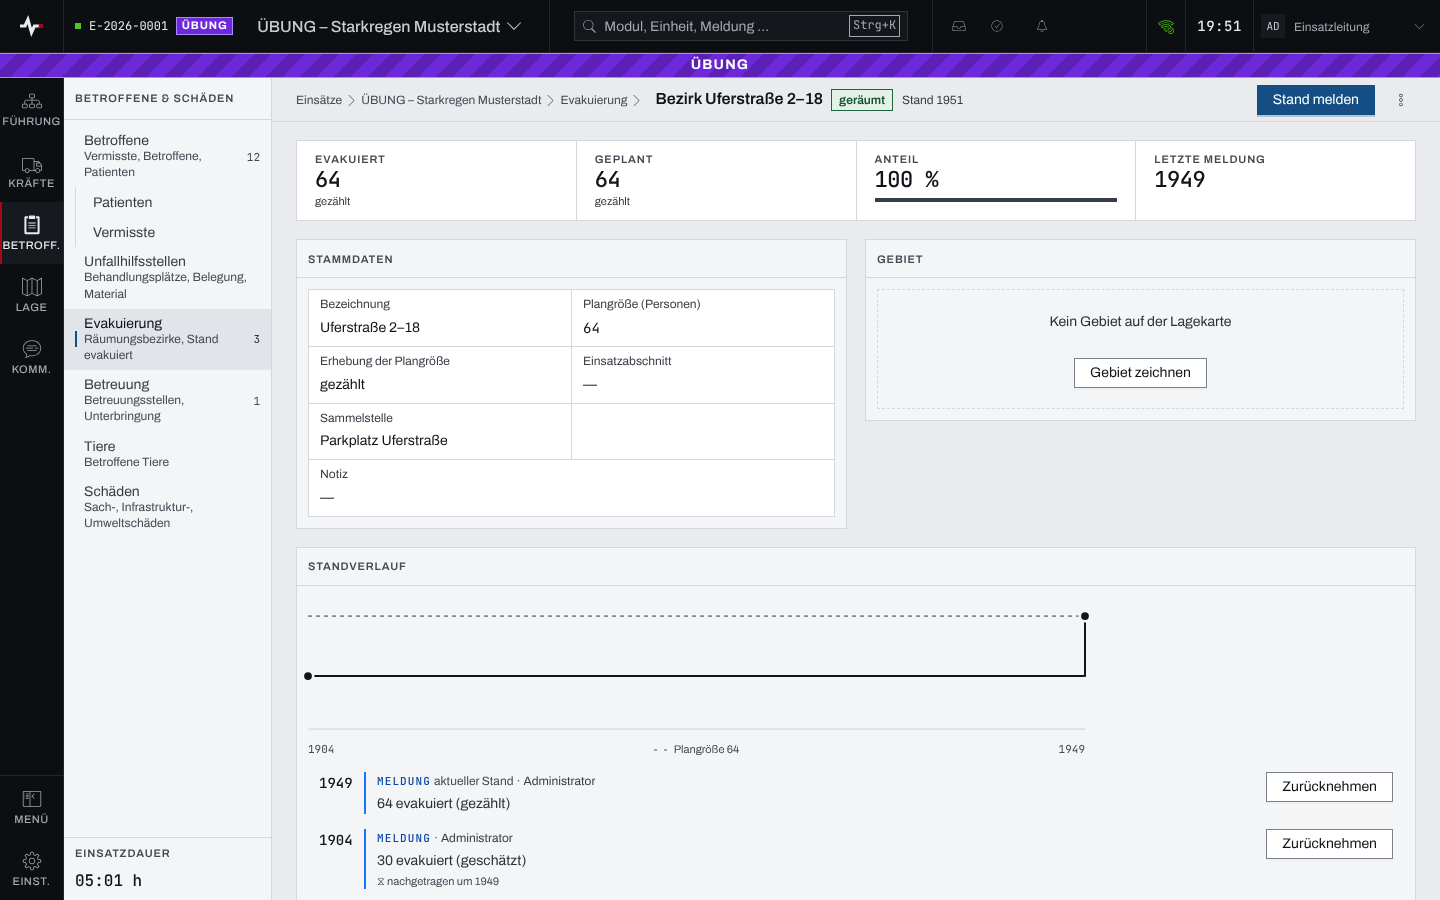 E-2026-0001 ÜBUNG ÜBUNG – Starkregen Musterstadt
Modul, Einheit, Meldung ... Strg+K
19:51 AD Einsatzleitung
ÜBUNG
FÜHRUNG
KRÄFTE
BETROFF.
LAGE
KOMM.
MENÜ
EINST.
BETROFFENE & SCHÄDEN
Betroffene
Vermisste, Betroffene, 12
Patienten
Patienten
Vermisste
Unfallhilfsstellen
Behandlungsplätze, Belegung,
Material
Evakuierung
Räumungsbezirke, Stand 3
evakuiert
Betreuung
Betreuungsstellen, 1
Unterbringung
Tiere
Betroffene Tiere
Schäden
Sach-, Infrastruktur-,
Umweltschäden
EINSATZDAUER
05:01 h
Einsätze ÜBUNG – Starkregen Musterstadt Evakuierung Bezirk Uferstraße 2–18 geräumt Stand 1951
Stand melden
EVAKUIERT
64
gezählt
GEPLANT
64
gezählt
ANTEIL
100 %
LETZTE MELDUNG
1949
STAMMDATEN
Bezeichnung
Uferstraße 2–18
Plangröße (Personen)
64
Erhebung der Plangröße
gezählt
Einsatzabschnitt
—
Sammelstelle
Parkplatz Uferstraße
Notiz
—
GEBIET
Kein Gebiet auf der Lagekarte
Gebiet zeichnen
STANDVERLAUF
1904 - - Plangröße 64 1949
1949 MELDUNG aktueller Stand · Administrator
64 evakuiert (gezählt)
Zurücknehmen
1904 MELDUNG · Administrator
30 evakuiert (geschätzt)
nachgetragen um 1949
Zurücknehmen